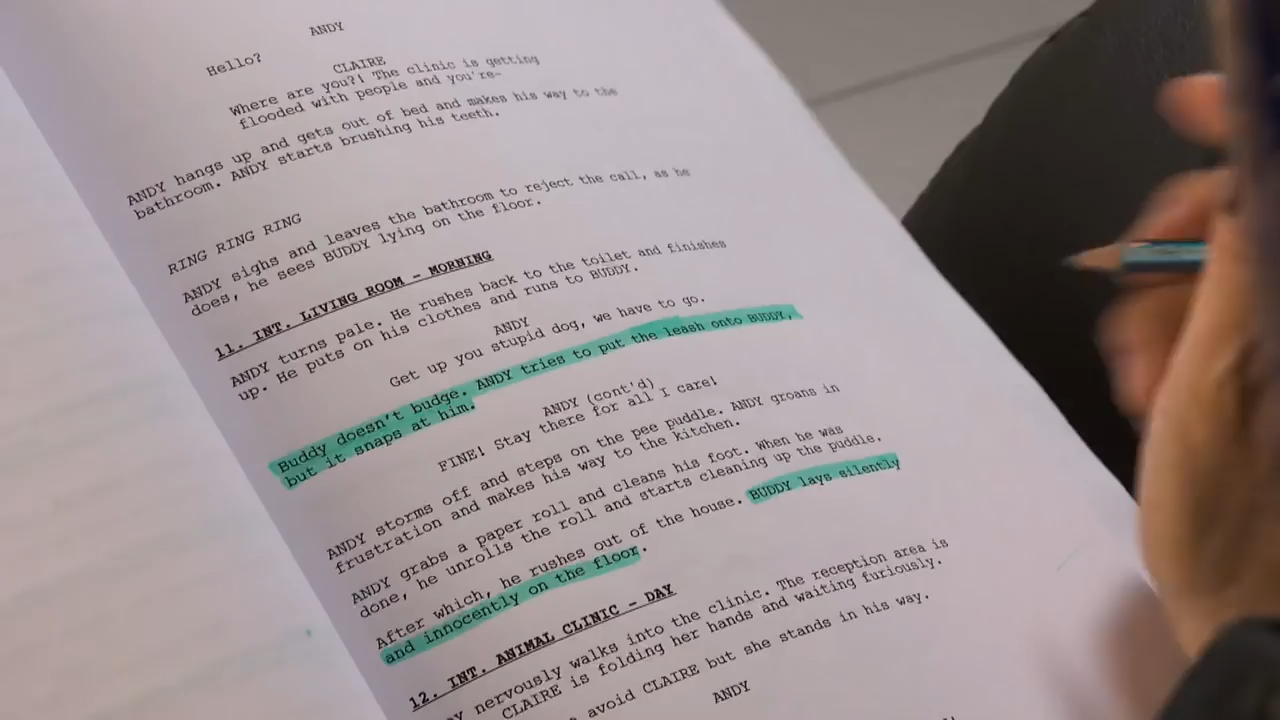 ANDY
Hello?
CLAIRE
Where are you?! The clinic is getting
flooded with people and you're-
ANDY hangs up and gets out of bed and makes his way to the
bathroom. ANDY starts brushing his teeth.
RING RING RING
ANDY sighs and leaves the bathroom to reject the call, as he
does, he sees BUDDY lying on the floor.
11. INT. LIVING ROOM - MORNING
ANDY turns pale. He rushes back to the toilet and finishes
up. He puts on his clothes and runs to BUDDY.
ANDY
Get up you stupid dog, we have to go.
Buddy doesn't budge. ANDY tries to put the leash onto BUDDY,
but it snaps at him.
ANDY (cont'd)
FINE! Stay there for all I care!
ANDY storms off and steps on the pee puddle. ANDY groans in
frustration and makes his way to the kitchen.
ANDY grabs a paper roll and cleans his foot. When he was
done, he unrolls the roll and starts cleaning up the puddle.
After which, he rushes out of the house. BUDDY lays silently
and innocently on the floor.
12. INT. ANIMAL CLINIC - DAY
nervously walks into the clinic. The reception area is
CLAIRE is folding her hands and waiting furiously.
avoid CLAIRE but she stands in his way.
ANDY